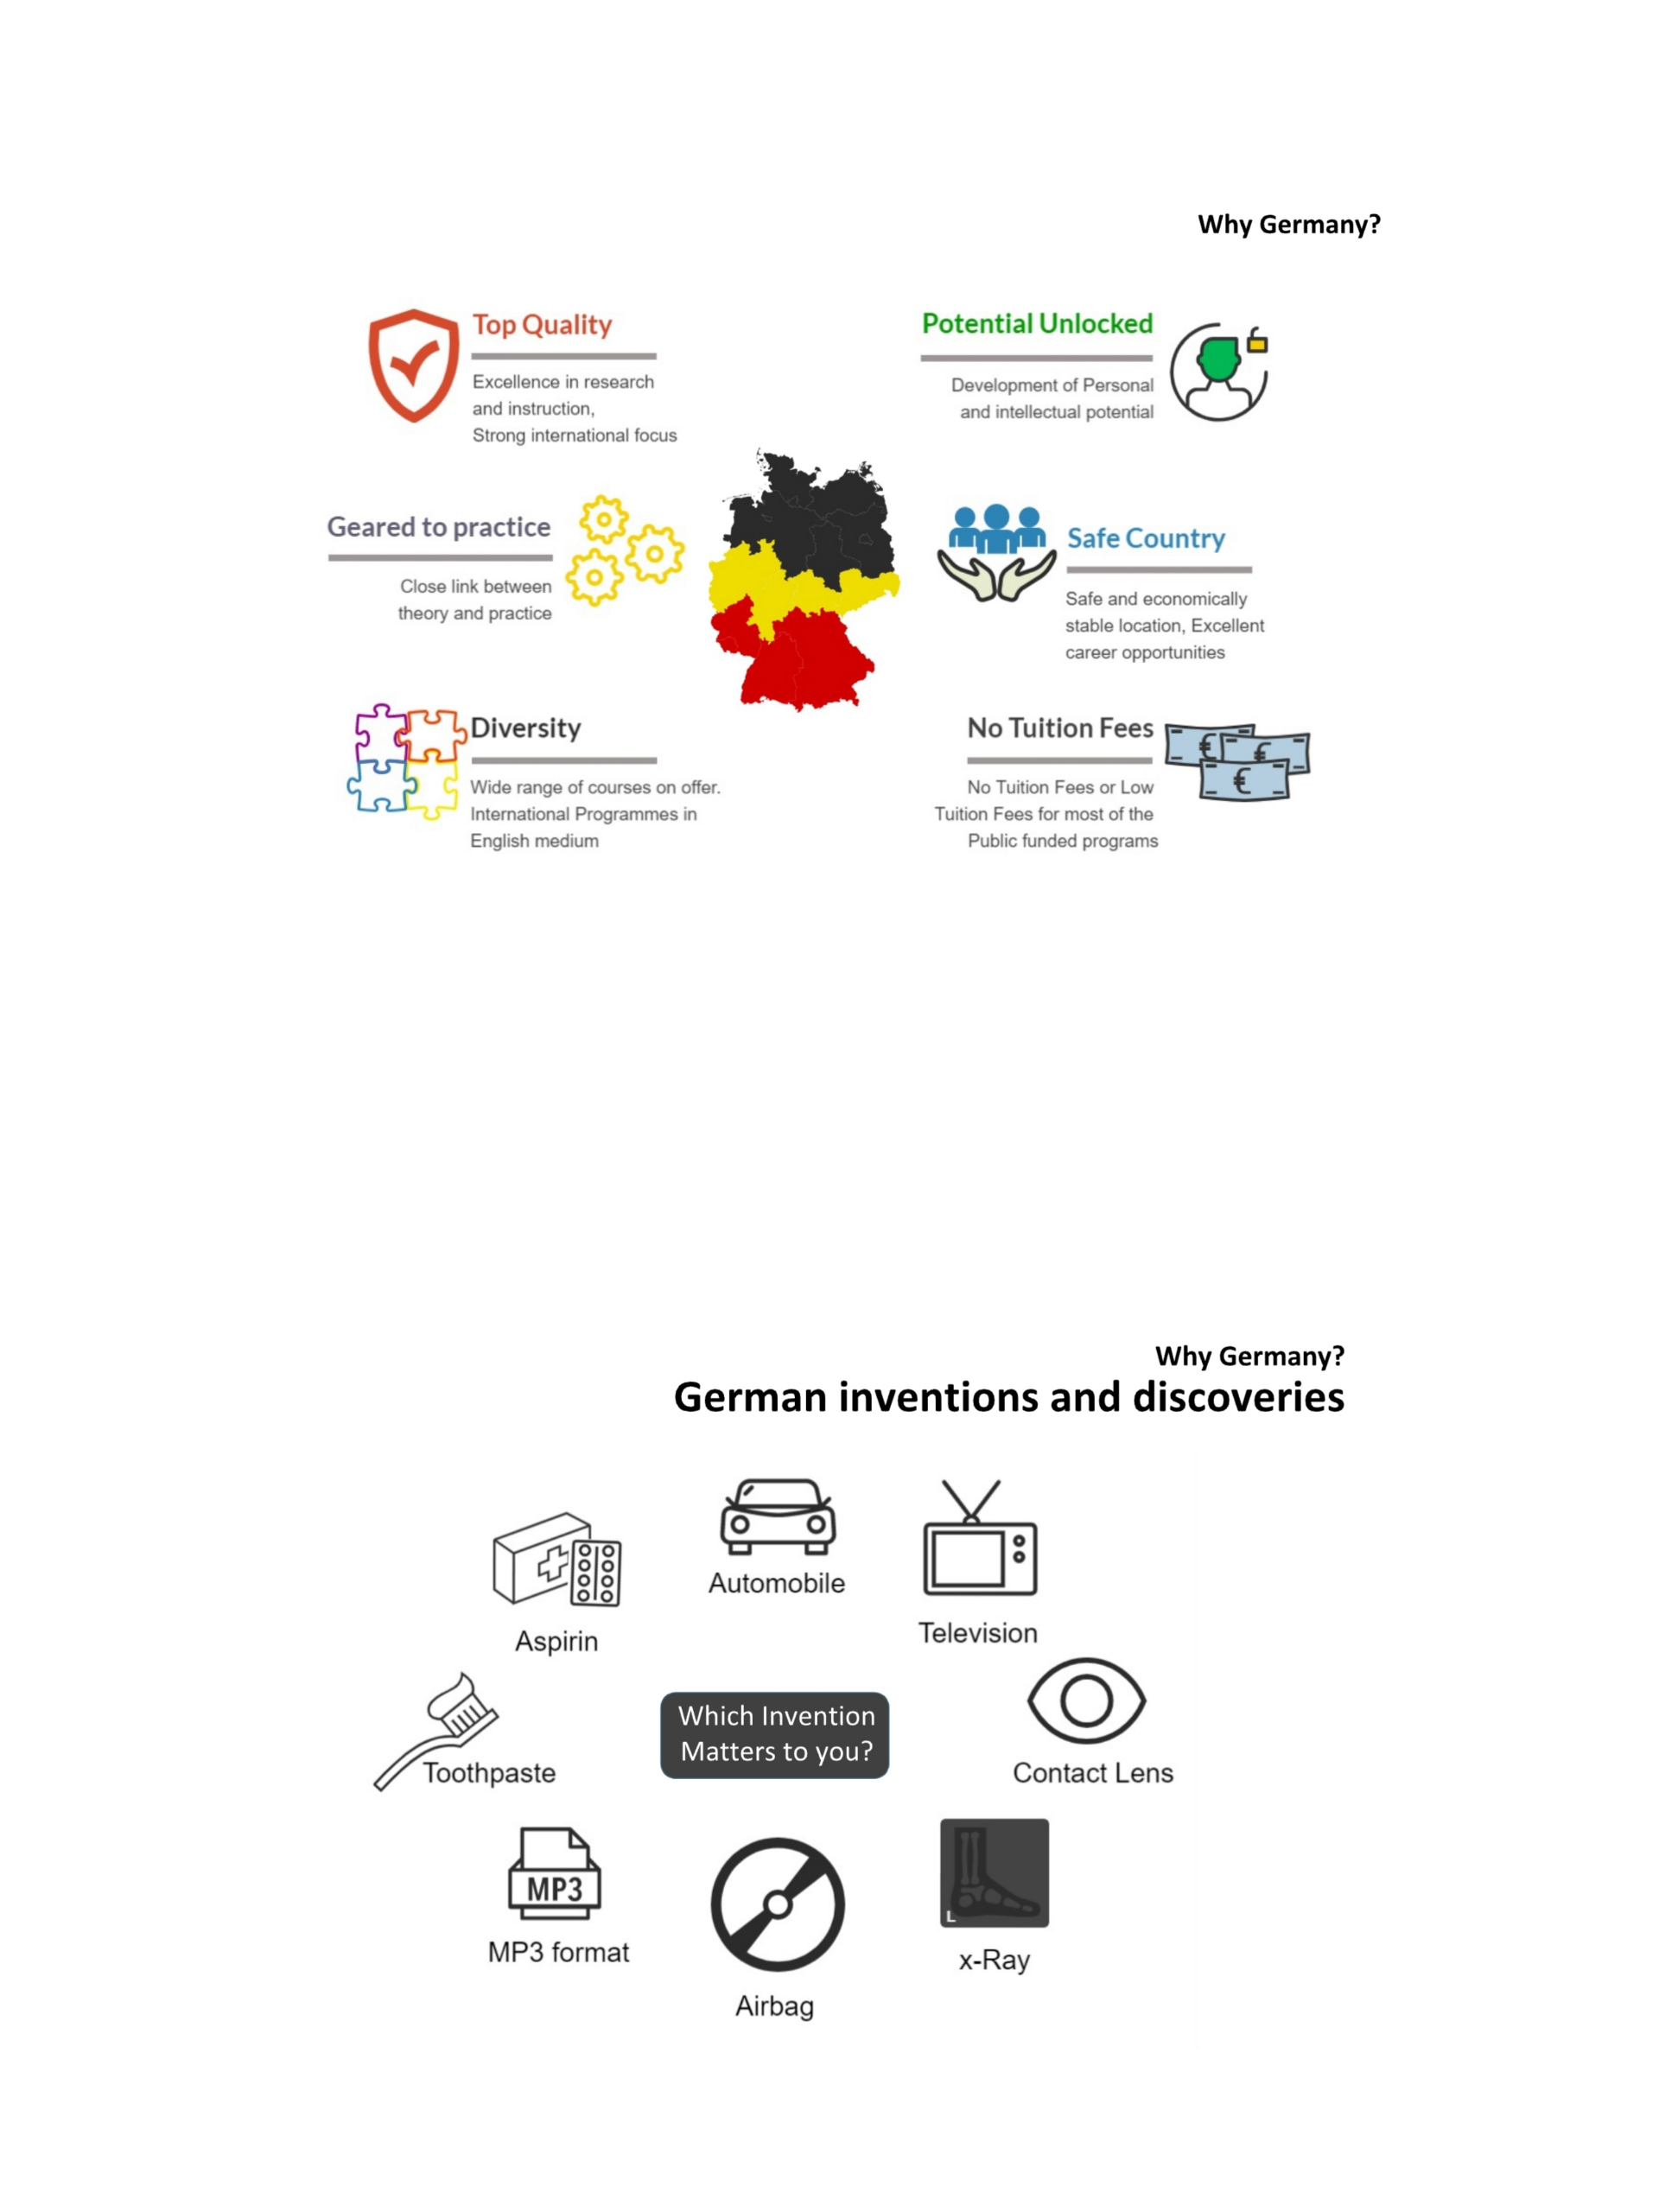 Why Germany?
Top Quality
Excellence in research
and instruction,
Strong international focus
Potential Unlocked
Development of Personal
and intellectual potential
Geared to practice
Close link between
theory and practice
Safe Country
Safe and economically
stable location, Excellent
career opportunities
Diversity
Wide range of courses on offer.
International Programmes in
English medium
No Tuition Fees
No Tuition Fees or Low
Tuition Fees for most of the
Public funded programs
€ € €
Why Germany?
German inventions and discoveries
Automobile
Television
Aspirin
Which Invention
Matters to you?
Toothpaste
Contact Lens
MP3
MP3 format
L
x-Ray
Airbag